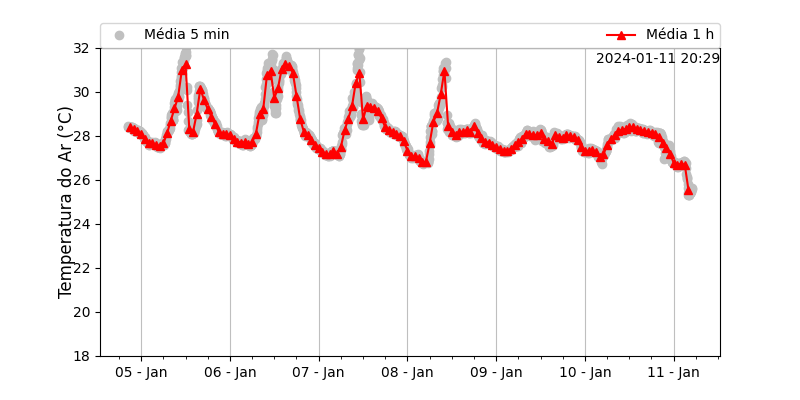 Média 5 min
Média 1 h
2024-01-11 20:29
Temperatura do Ar (°C)
32
30
28
26
24
22
20
18
05 - Jan
06 - Jan
07 - Jan
08 - Jan
09 - Jan
10 - Jan
11 - Jan